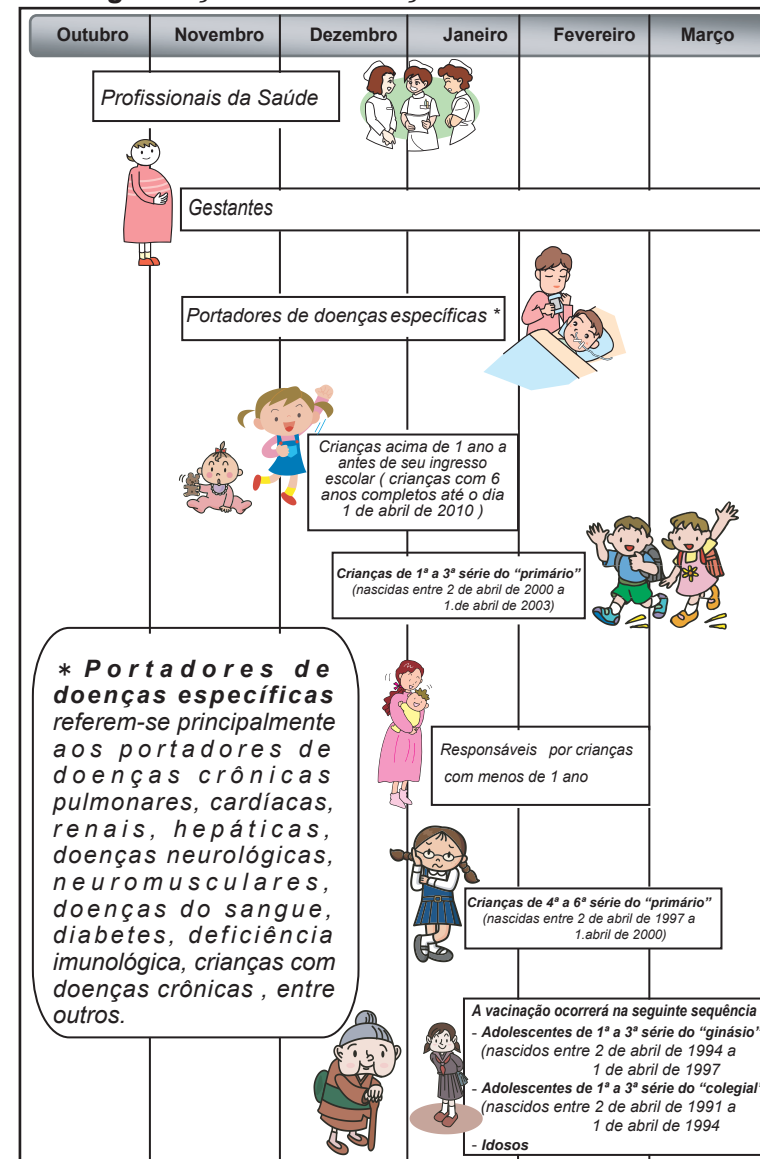 Outubro Novembro Dezembro Janeiro Fevereiro Março
Profissionais da Saúde
Gestantes
Portadores de doenças específicas *
Crianças acima de 1 ano a
antes de seu ingresso
escolar ( crianças com 6
anos completos até o dia
1 de abril de 2010 )
Crianças de 1ª a 3ª série do “primário”
(nascidas entre 2 de abril de 2000 a
1.de abril de 2003)
* Portadores de
doenças específicas
referem-se principalmente
aos portadores de
doenças crônicas
pulmonares, cardíacas,
renais, hepáticas,
doenças neurológicas,
neuromusculares,
doenças do sangue,
diabetes, deficiência
imunológica, crianças com
doenças crônicas , entre
outros.
Responsáveis por crianças
com menos de 1 ano
Crianças de 4ª a 6ª série do “primário”
(nascidas entre 2 de abril de 1997 a
1.abril de 2000)
A vacinação ocorrerá na seguinte sequência
- Adolescentes de 1ª a 3ª série do “ginásio”
(nascidos entre 2 de abril de 1994 a
1 de abril de 1997
- Adolescentes de 1ª a 3ª série do “colegial”
(nascidos entre 2 de abril de 1991 a
1 de abril de 1994
- Idosos